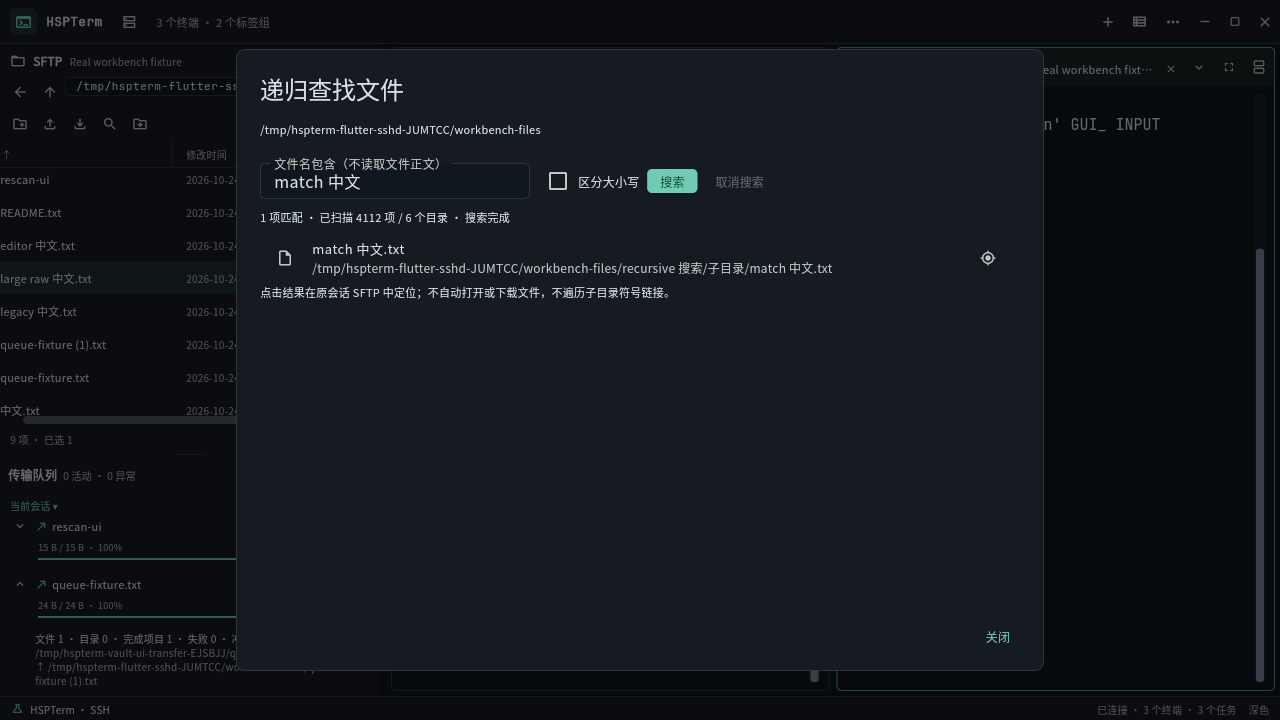 HSPTerm
3 个终端 · 2 个标签组
SFTP Real workbench fixture
/tmp/hspterm-flutter-ss
eal workbench fixt···
n' GUI_ INPUT
↑ 修改时间
rescan-ui 2026-10-24
README.txt 2026-10-24
editor 中文.txt 2026-10-24
large raw 中文.txt 2026-10-24
legacy 中文.txt 2026-10-24
queue-fixture (1).txt 2026-10-24
queue-fixture.txt 2026-10-24
中文.txt 2026-10-24
9 项 · 已选 1
传输队列 0 活动 · 0 异常
当前会话 ▾
rescan-ui
15 B / 15 B · 100%
queue-fixture.txt
24 B / 24 B · 100%
文件 1 · 目录 0 · 完成项目 1 · 失败 0 ·
/tmp/hspterm-vault-ui-transfer-EJSBJJ/q
↑ /tmp/hspterm-flutter-sshd-JUMTCC/wo
fixture (1).txt
递归查找文件
/tmp/hspterm-flutter-sshd-JUMTCC/workbench-files
文件名包含（不读取文件正文）
match 中文
区分大小写
搜索
取消搜索
1 项匹配 · 已扫描 4112 项 / 6 个目录 · 搜索完成
match 中文.txt
/tmp/hspterm-flutter-sshd-JUMTCC/workbench-files/recursive 搜索/子目录/match 中文.txt
点击结果在原会话 SFTP 中定位；不自动打开或下载文件，不遍历子目录符号链接。
关闭
HSPTerm · SSH
已连接 · 3 个终端 · 3 个任务 深色